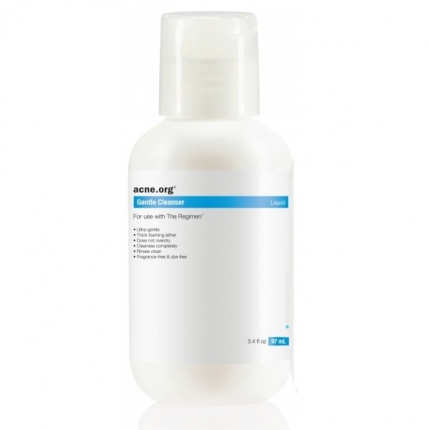 acne.org®
Gentle Cleanser
Liquid
For use with The Regimen™
• Ultra gentle
• Thick foaming lather
• Does not overdry
• Cleanses completely
• Rinses clean
• Fragrance-free & dye-free
3.4 fl oz 97 mL